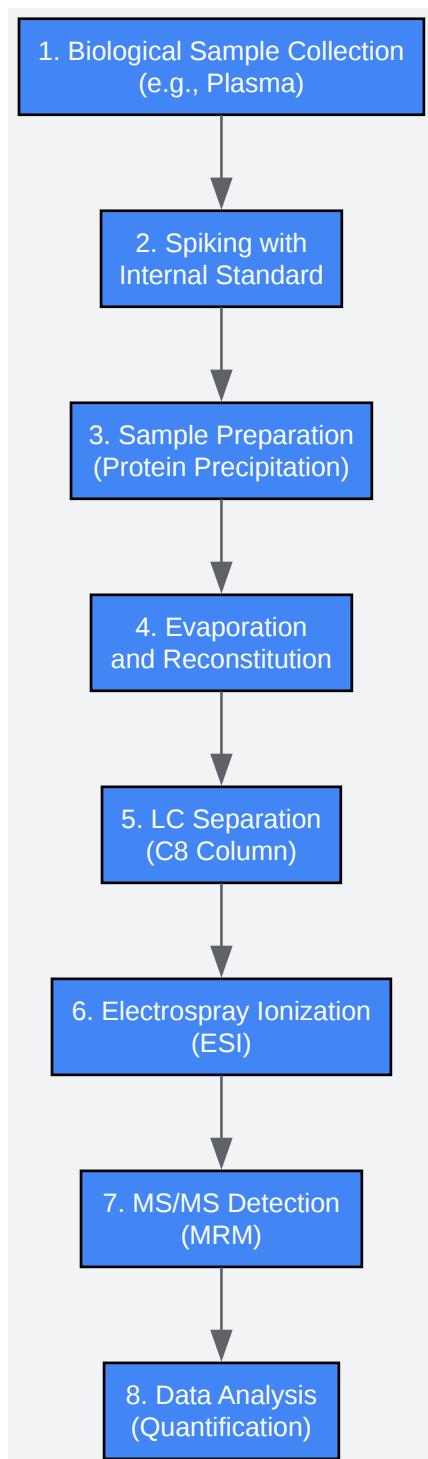 1. Biological Sample Collection
(e.g., Plasma)
2. Spiking with
Internal Standard
3. Sample Preparation
(Protein Precipitation)
4. Evaporation
and Reconstitution
5. LC Separation
(C8 Column)
6. Electrospray Ionization
(ESI)
7. MS/MS Detection
(MRM)
8. Data Analysis
(Quantification)